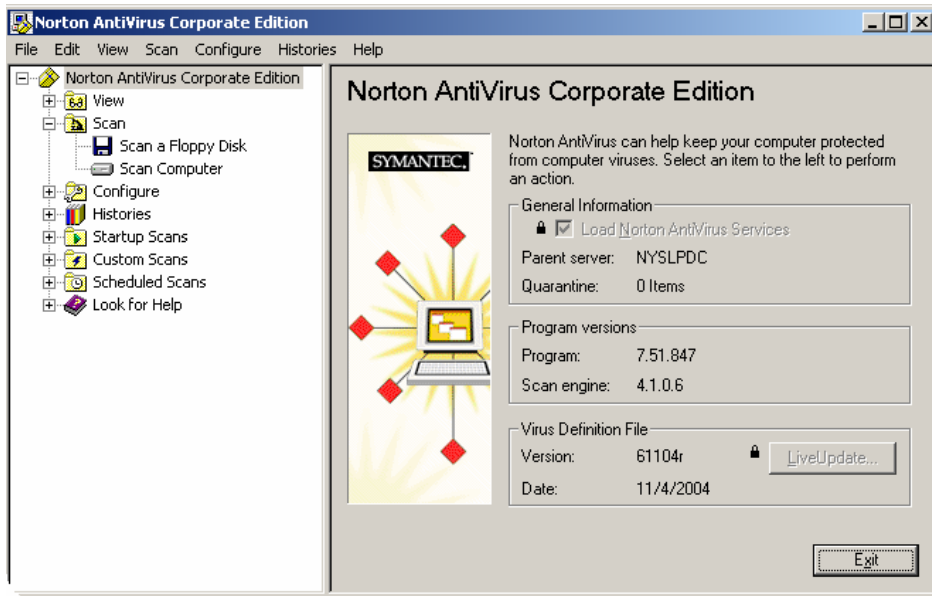 Norton AntiVirus Corporate Edition
File Edit View Scan Configure Histories Help
Norton AntiVirus Corporate Edition
View
Scan
Scan a Floppy Disk
Scan Computer
Configure
Histories
Startup Scans
Custom Scans
Scheduled Scans
Look for Help
Norton AntiVirus Corporate Edition
SYMANTEC.
Norton AntiVirus can help keep your computer protected
from computer viruses. Select an item to the left to perform
an action.
General Information
Load Norton AntiVirus Services
Parent server: NYSLPDC
Quarantine: 0 Items
Program versions
Program: 7.51.847
Scan engine: 4.1.0.6
Virus Definition File
Version: 61104r
LiveUpdate...
Date: 11/4/2004
Exit